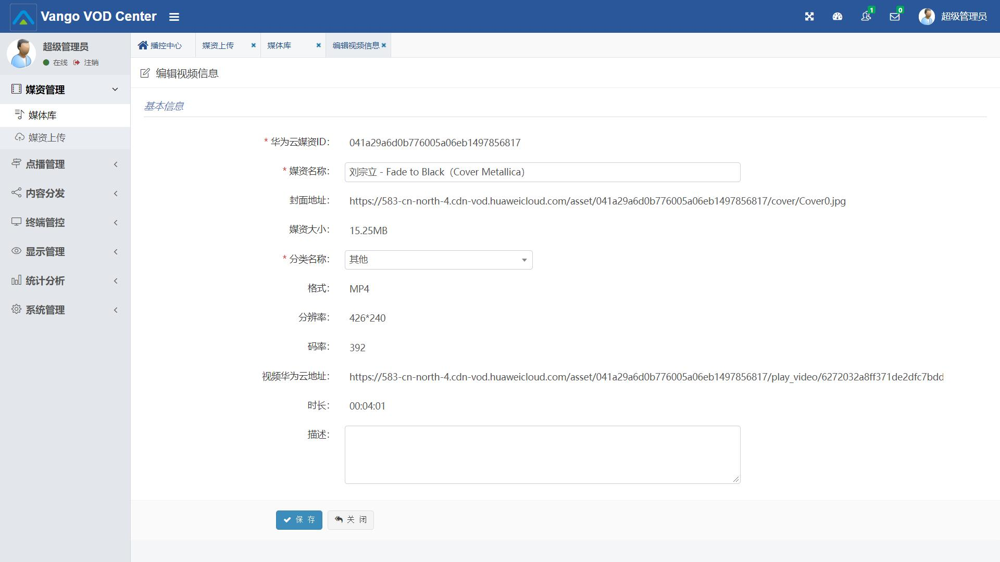 Vango VOD Center
1
0
超级管理员
超级管理员
在线 注销
媒资管理
媒体库
媒资上传
点播管理
内容分发
终端管控
显示管理
统计分析
系统管理
播控中心
媒资上传
媒体库
编辑视频信息
编辑视频信息
基本信息
* 华为云媒资ID: 041a29a6d0b776005a06eb1497856817
* 媒资名称: 刘宗立 - Fade to Black（Cover Metallica）
封面地址: https://583-cn-north-4.cdn-vod.huaweicloud.com/asset/041a29a6d0b776005a06eb1497856817/cover/Cover0.jpg
媒资大小: 15.25MB
* 分类名称: 其他
格式: MP4
分辨率: 426*240
码率: 392
视频华为云地址: https://583-cn-north-4.cdn-vod.huaweicloud.com/asset/041a29a6d0b776005a06eb1497856817/play_video/6272032a8ff371de2dfc7bdd
时长: 00:04:01
描述:
保 存
关 闭